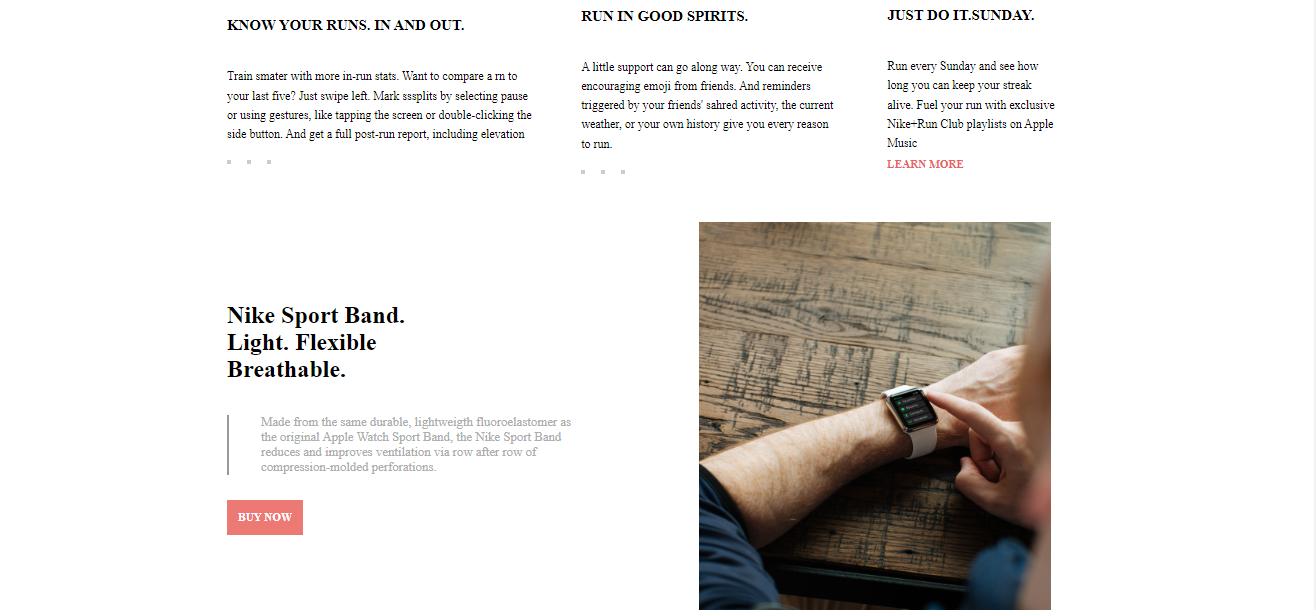 KNOW YOUR RUNS. IN AND OUT.
Train smater with more in-run stats. Want to compare a rn to
your last five? Just swipe left. Mark sssplits by selecting pause
or using gestures, like tapping the screen or double-clicking the
side button. And get a full post-run report, including elevation
RUN IN GOOD SPIRITS.
A little support can go along way. You can receive
encouraging emoji from friends. And reminders
triggered by your friends' sahred activity, the current
weather, or your own history give you every reason
to run.
JUST DO IT.SUNDAY.
Run every Sunday and see how
long you can keep your streak
alive. Fuel your run with exclusive
Nike+Run Club playlists on Apple
Music
LEARN MORE
Nike Sport Band.
Light. Flexible
Breathable.
Made from the same durable, lightweigth fluoroelastomer as
the original Apple Watch Sport Band, the Nike Sport Band
reduces and improves ventilation via row after row of
compression-molded perforations.
BUY NOW